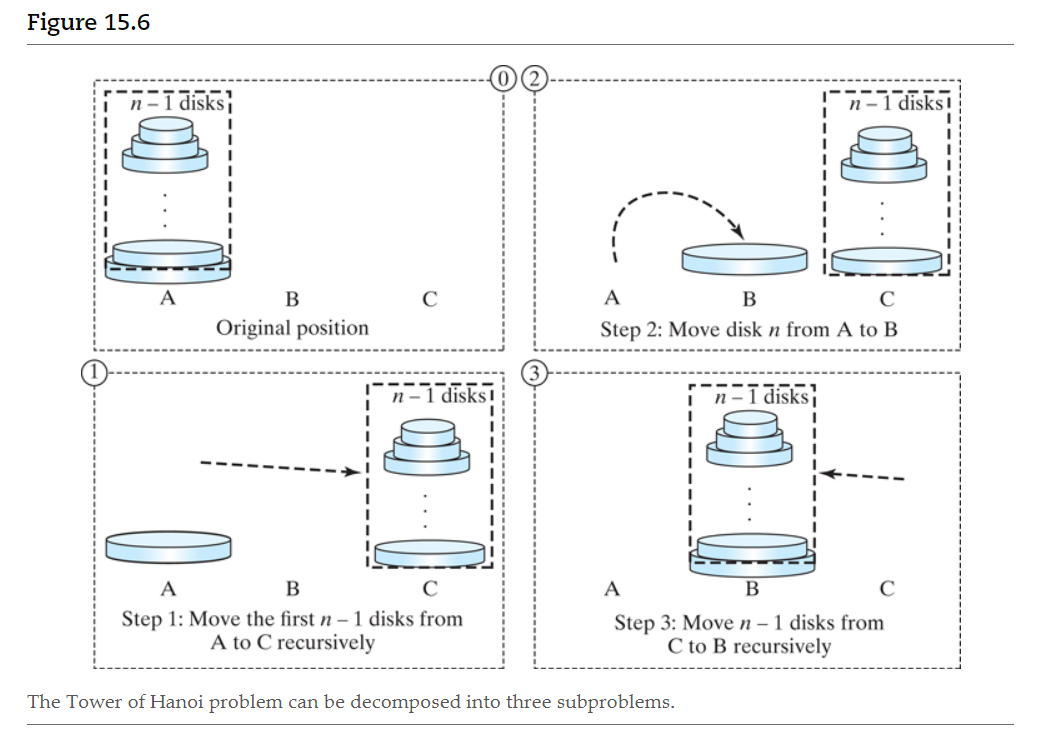 Figure 15.6
0
n – 1 disks
A B C
Original position
2
n – 1 disks
A B C
Step 2: Move disk n from A to B
1
n – 1 disks
A B C
Step 1: Move the first n – 1 disks from
A to C recursively
3
n – 1 disks
A B C
Step 3: Move n – 1 disks from
C to B recursively
The Tower of Hanoi problem can be decomposed into three subproblems.